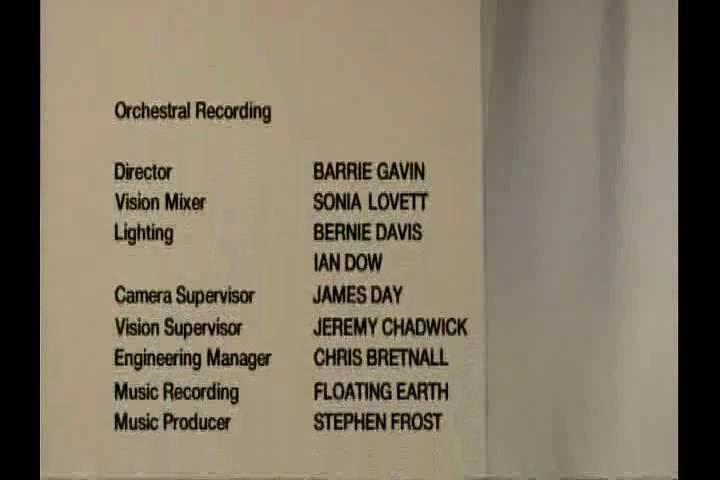 Orchestral Recording
Director BARRIE GAVIN
Vision Mixer SONIA LOVETT
Lighting BERNIE DAVIS
IAN DOW
Camera Supervisor JAMES DAY
Vision Supervisor JEREMY CHADWICK
Engineering Manager CHRIS BRETNALL
Music Recording FLOATING EARTH
Music Producer STEPHEN FROST